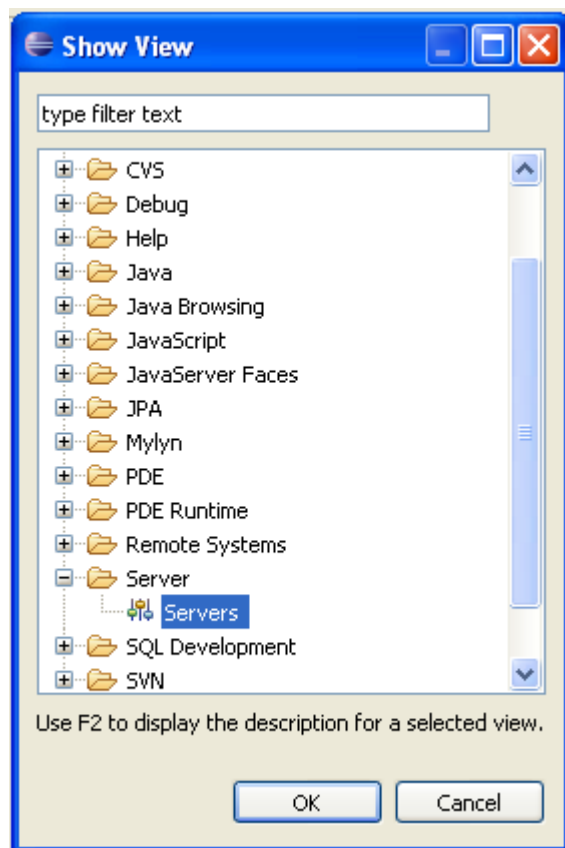 Show View
type filter text
CVS
Debug
Help
Java
Java Browsing
JavaScript
JavaServer Faces
JPA
Mylyn
PDE
PDE Runtime
Remote Systems
Server
Servers
SQL Development
SVN
Use F2 to display the description for a selected view.
OK Cancel